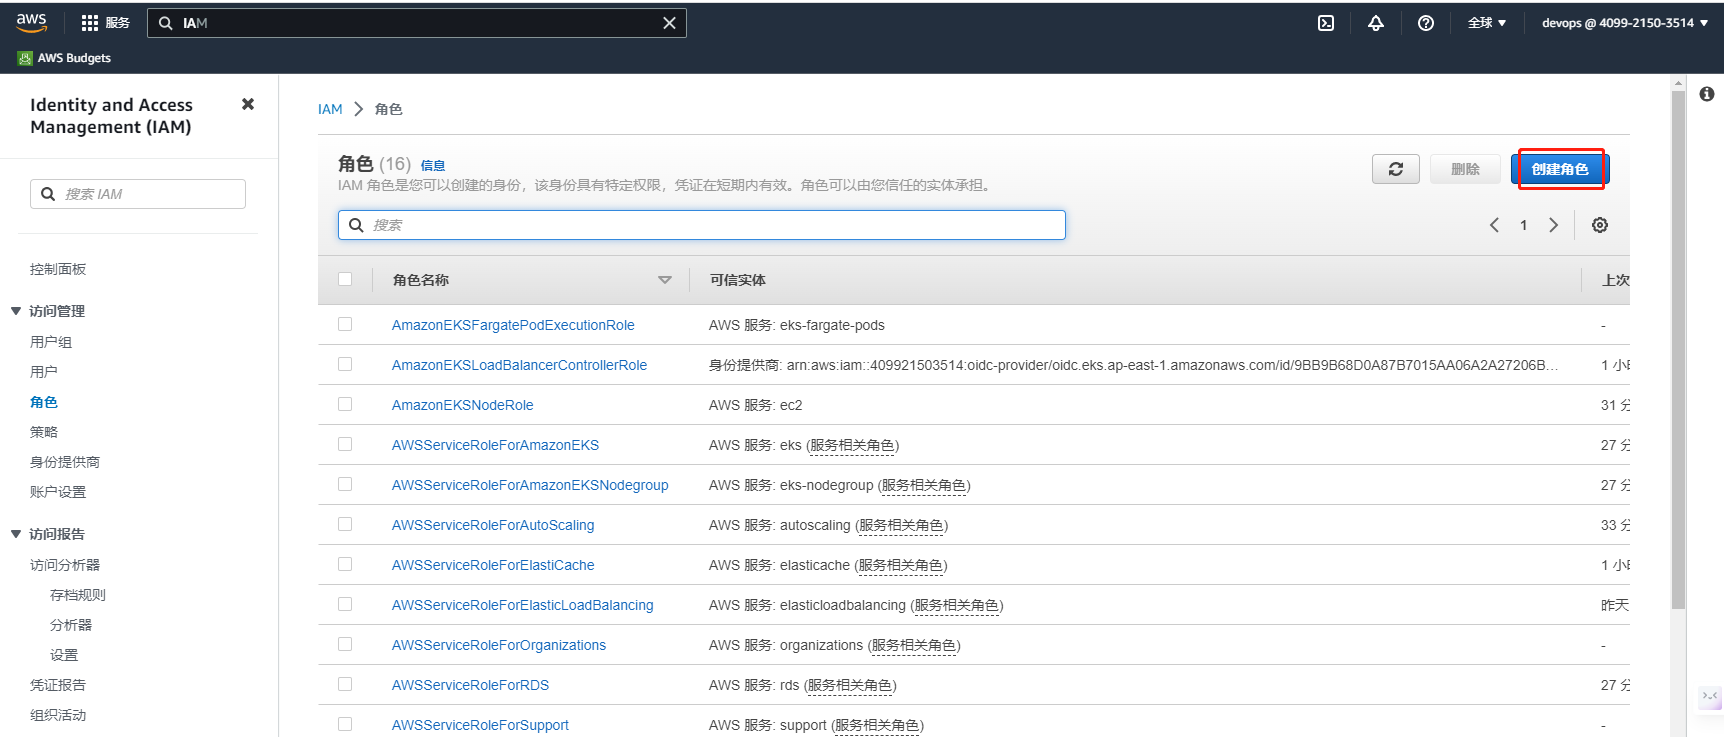 aws
服务
IAM
全球
devops @ 4099-2150-3514
AWS Budgets
Identity and Access
Management (IAM)
搜索 IAM
控制面板
访问管理
用户组
用户
角色
策略
身份提供商
账户设置
访问报告
访问分析器
存档规则
分析器
设置
凭证报告
组织活动
IAM
角色
角色 (16) 信息
IAM 角色是您可以创建的身份，该身份具有特定权限，凭证在短期内有效。角色可以由您信任的实体承担。
删除
创建角色
搜索
1
角色名称 可信实体 上次
AmazonEKSFargatePodExecutionRole AWS 服务: eks-fargate-pods -
AmazonEKSLoadBalancerControllerRole 身份提供商: arn:aws:iam::409921503514:oidc-provider/oidc.eks.ap-east-1.amazonaws.com/id/9BB9B68D0A87B7015AA06A2A27206B… 1 小
AmazonEKSNodeRole AWS 服务: ec2 31 分
AWSServiceRoleForAmazonEKS AWS 服务: eks (服务相关角色) 27 分
AWSServiceRoleForAmazonEKSNodegroup AWS 服务: eks-nodegroup (服务相关角色) 27 分
AWSServiceRoleForAutoScaling AWS 服务: autoscaling (服务相关角色) 33 分
AWSServiceRoleForElastiCache AWS 服务: elasticache (服务相关角色) 1 小
AWSServiceRoleForElasticLoadBalancing AWS 服务: elasticloadbalancing (服务相关角色) 昨天
AWSServiceRoleForOrganizations AWS 服务: organizations (服务相关角色) -
AWSServiceRoleForRDS AWS 服务: rds (服务相关角色) 27 分
AWSServiceRoleForSupport AWS 服务: support (服务相关角色) -